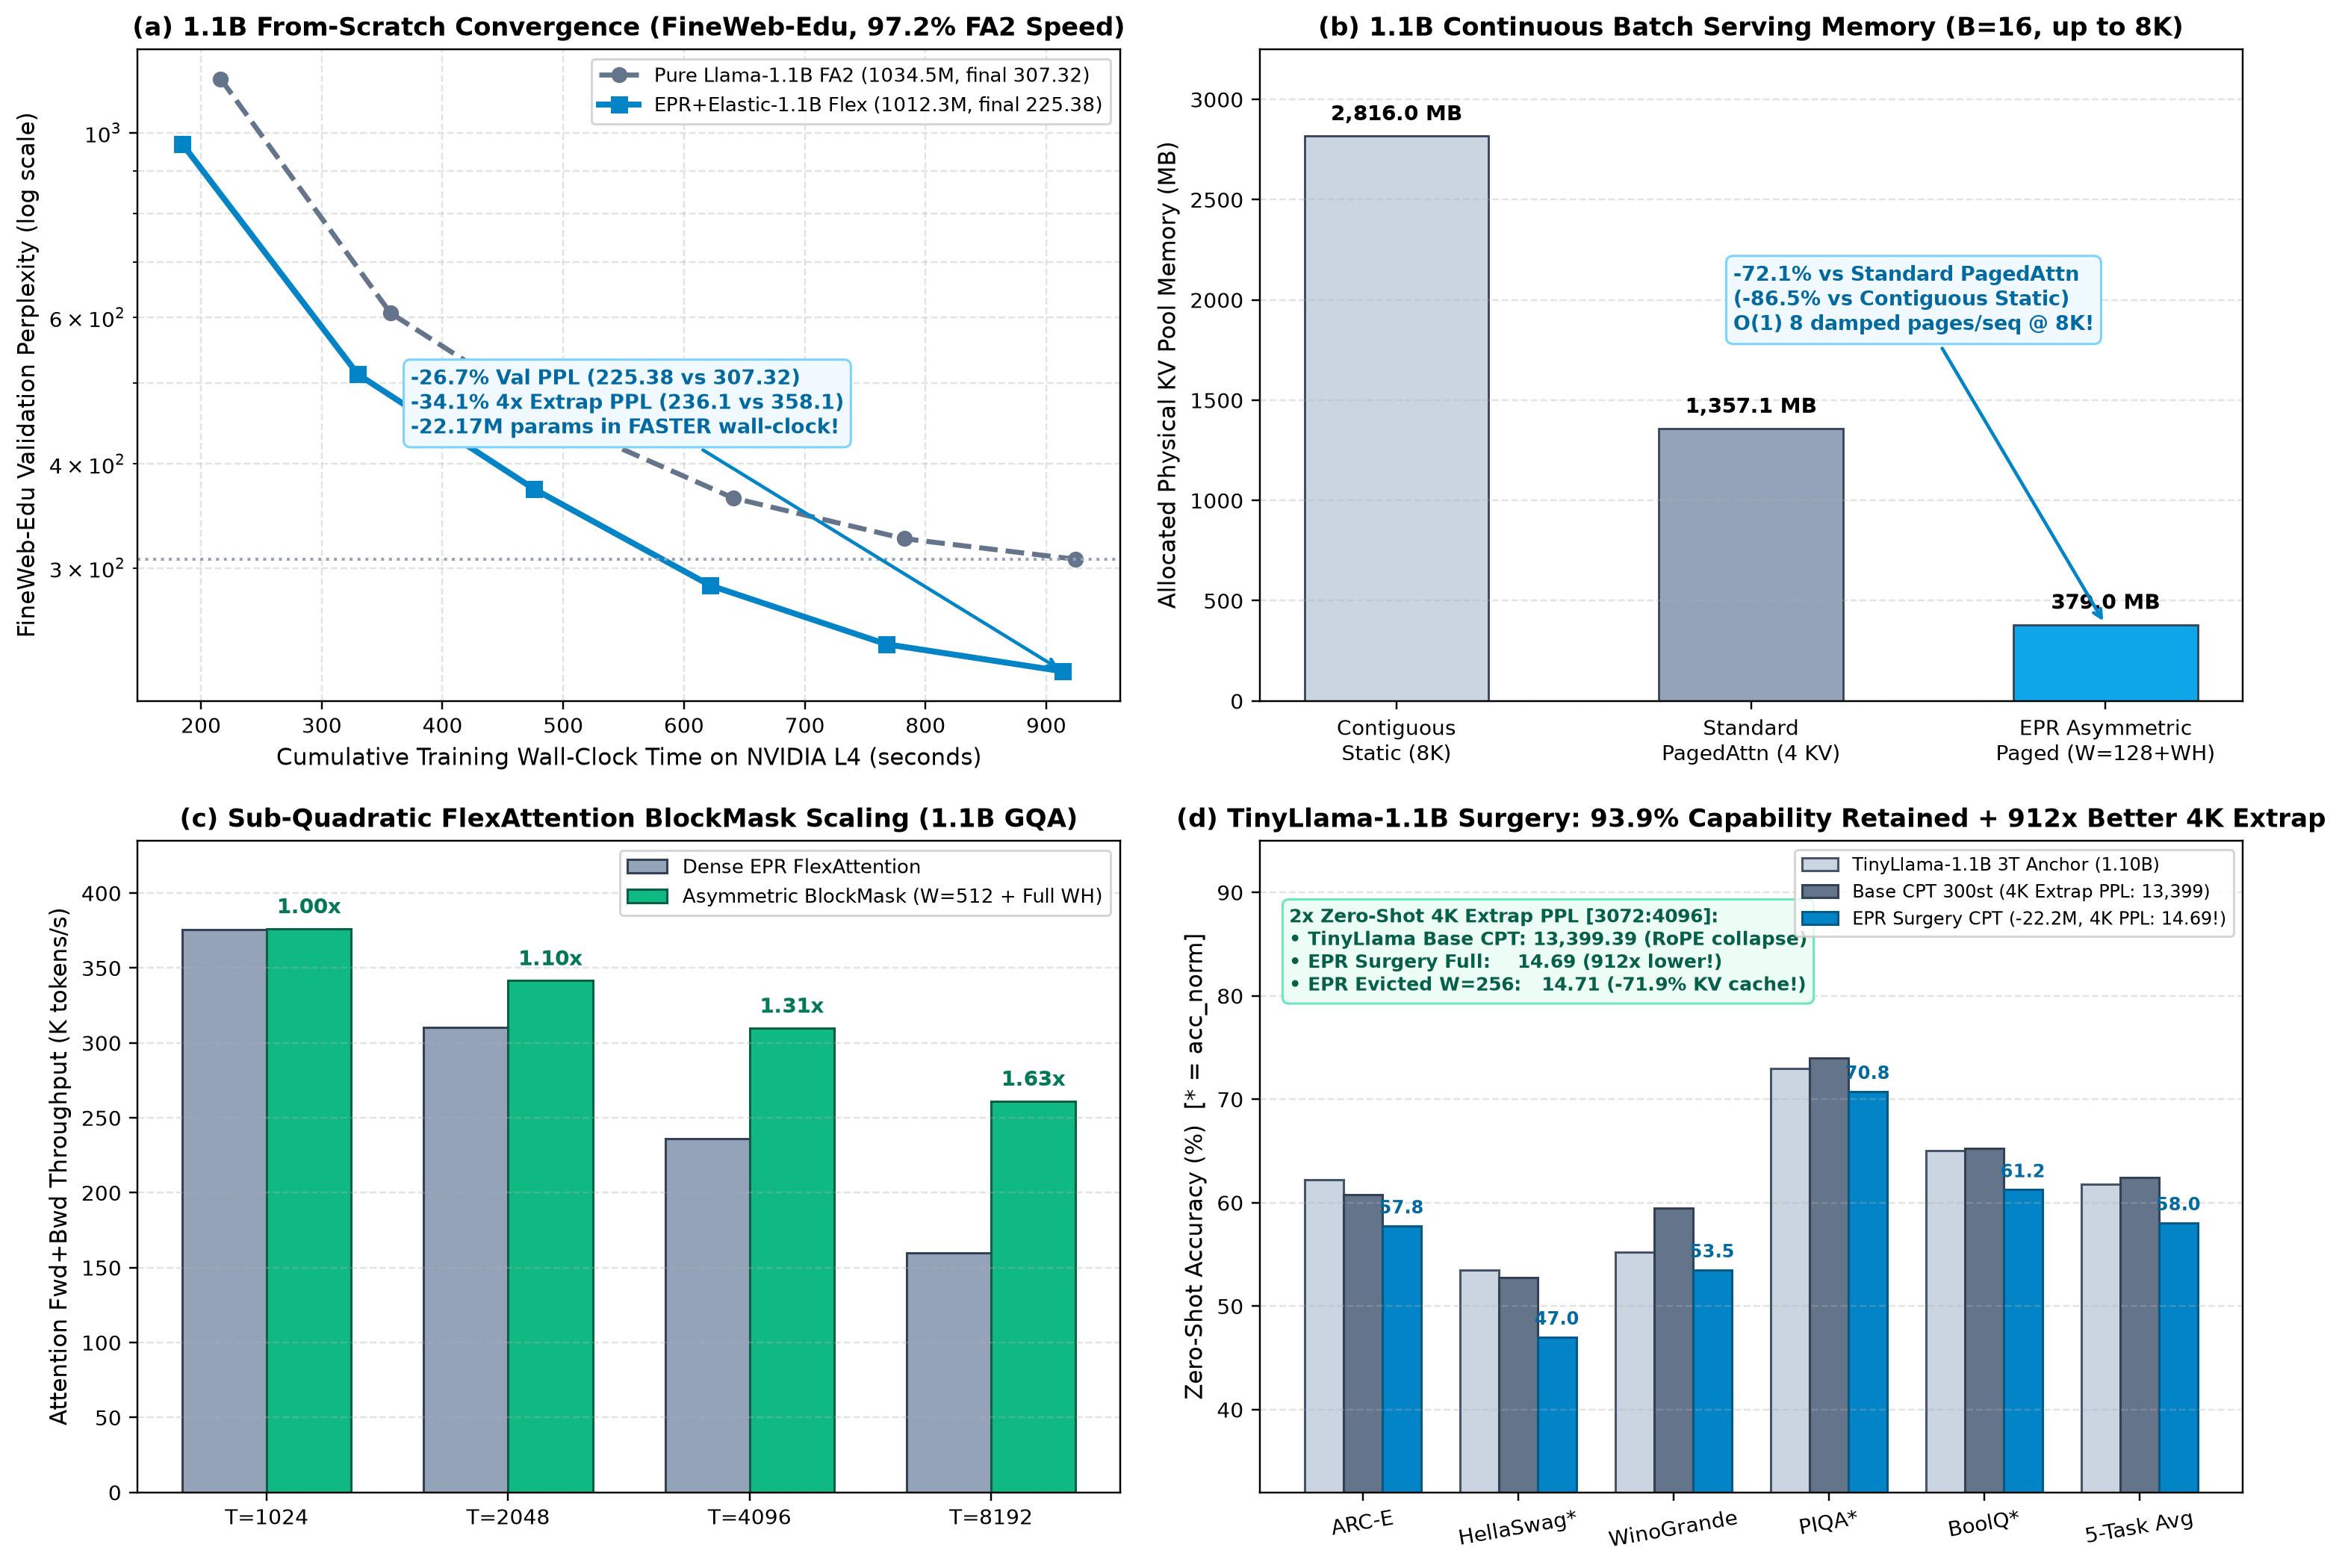 (a) 1.1B From-Scratch Convergence (FineWeb-Edu, 97.2% FA2 Speed)
Pure Llama-1.1B FA2 (1034.5M, final 307.32)
EPR+Elastic-1.1B Flex (1012.3M, final 225.38)
FineWeb-Edu Validation Perplexity (log scale)
10³
6 × 10²
4 × 10²
3 × 10²
-26.7% Val PPL (225.38 vs 307.32)
-34.1% 4x Extrap PPL (236.1 vs 358.1)
-22.17M params in FASTER wall-clock!
200 300 400 500 600 700 800 900
Cumulative Training Wall-Clock Time on NVIDIA L4 (seconds)
(b) 1.1B Continuous Batch Serving Memory (B=16, up to 8K)
Allocated Physical KV Pool Memory (MB)
3000
2500
2000
1500
1000
500
0
2,816.0 MB
1,357.1 MB
379.0 MB
-72.1% vs Standard PagedAttn
(-86.5% vs Contiguous Static)
O(1) 8 damped pages/seq @ 8K!
Contiguous
Static (8K)
Standard
PagedAttn (4 KV)
EPR Asymmetric
Paged (W=128+WH)
(c) Sub-Quadratic FlexAttention BlockMask Scaling (1.1B GQA)
Dense EPR FlexAttention
Asymmetric BlockMask (W=512 + Full WH)
Attention Fwd+Bwd Throughput (K tokens/s)
400
350
300
250
200
150
100
50
0
1.00x
1.10x
1.31x
1.63x
T=1024 T=2048 T=4096 T=8192
(d) TinyLlama-1.1B Surgery: 93.9% Capability Retained + 912x Better 4K Extrap
TinyLlama-1.1B 3T Anchor (1.10B)
Base CPT 300st (4K Extrap PPL: 13,399)
EPR Surgery CPT (-22.2M, 4K PPL: 14.69!)
2x Zero-Shot 4K Extrap PPL [3072:4096]:
• TinyLlama Base CPT: 13,399.39 (RoPE collapse)
• EPR Surgery Full: 14.69 (912x lower!)
• EPR Evicted W=256: 14.71 (-71.9% KV cache!)
Zero-Shot Accuracy (%) [* = acc_norm]
90
80
70
60
50
40
57.8
47.0
53.5
70.8
61.2
58.0
ARC-E HellaSwag* WinoGrande PIQA* BoolQ* 5-Task Avg